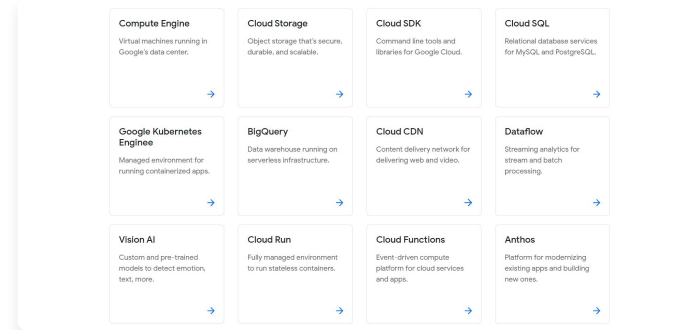 Compute Engine
Virtual machines running in
Google's data center.
Cloud Storage
Object storage that's secure,
durable, and scalable.
Cloud SDK
Command line tools and
libraries for Google Cloud.
Cloud SQL
Relational database services
for MySQL and PostgreSQL.
Google Kubernetes
Enginee
Managed environment for
running containerized apps.
BigQuery
Data warehouse running on
serverless infrastructure.
Cloud CDN
Content delivery network for
delivering web and video.
Dataflow
Streaming analytics for
stream and batch
processing.
Vision AI
Custom and pre-trained
models to detect emotion,
text, more.
Cloud Run
Fully managed environment
to run stateless containers.
Cloud Functions
Event-driven compute
platform for cloud services
and apps.
Anthos
Platform for modernizing
existing apps and building
new ones.